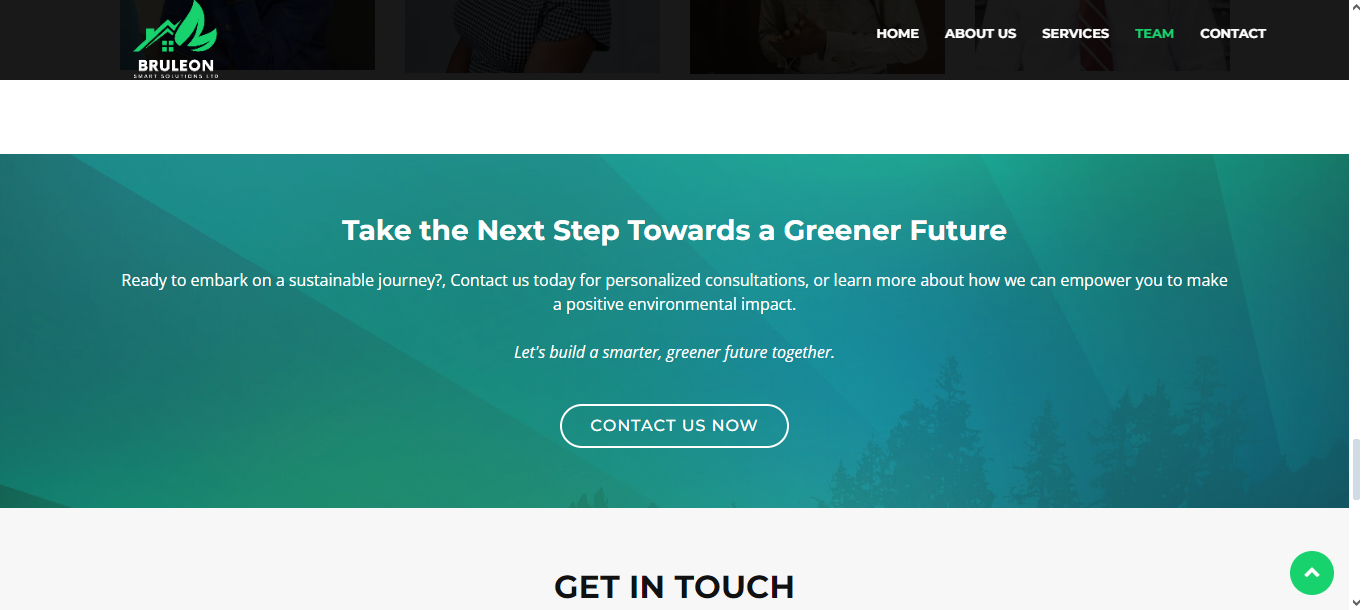 BRULEON
SMART SOLUTIONS LTD
HOME ABOUT US SERVICES TEAM CONTACT
Take the Next Step Towards a Greener Future
Ready to embark on a sustainable journey?, Contact us today for personalized consultations, or learn more about how we can empower you to make
a positive environmental impact.
Let's build a smarter, greener future together.
CONTACT US NOW
GET IN TOUCH